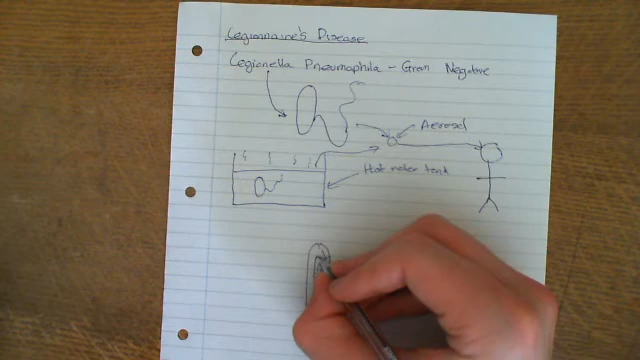 Legionnaire's Disease
Legionella Pneumophila - Gram Negative
Aerosol
Hot water tank